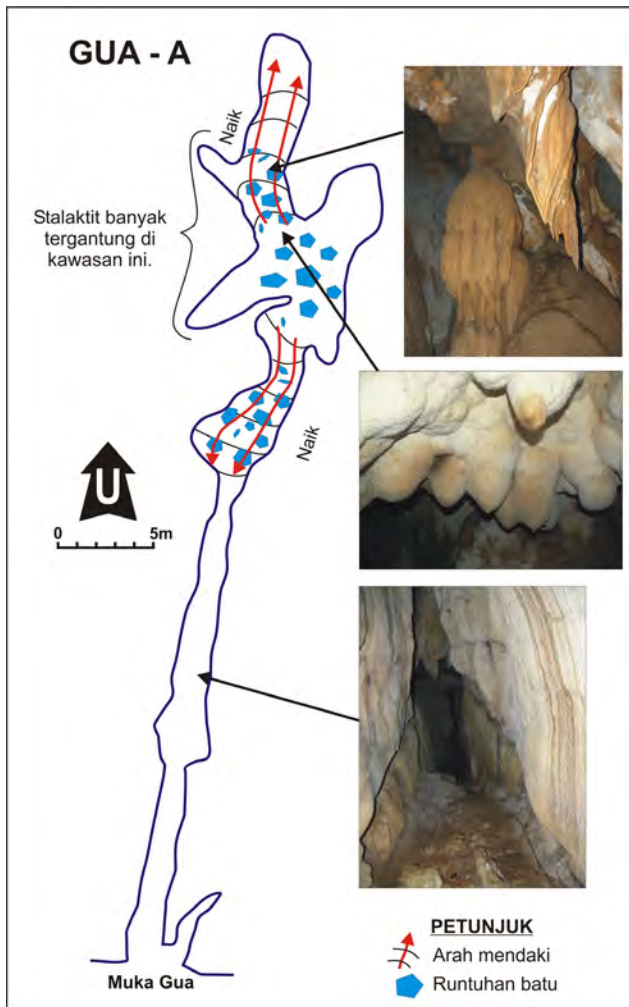 GUA - A
Naik
Stalaktit banyak
tergantung di
kawasan ini.
Naik
U
0 5m
Muka Gua
PETUNJUK
Arah mendaki
Runtuhan batu